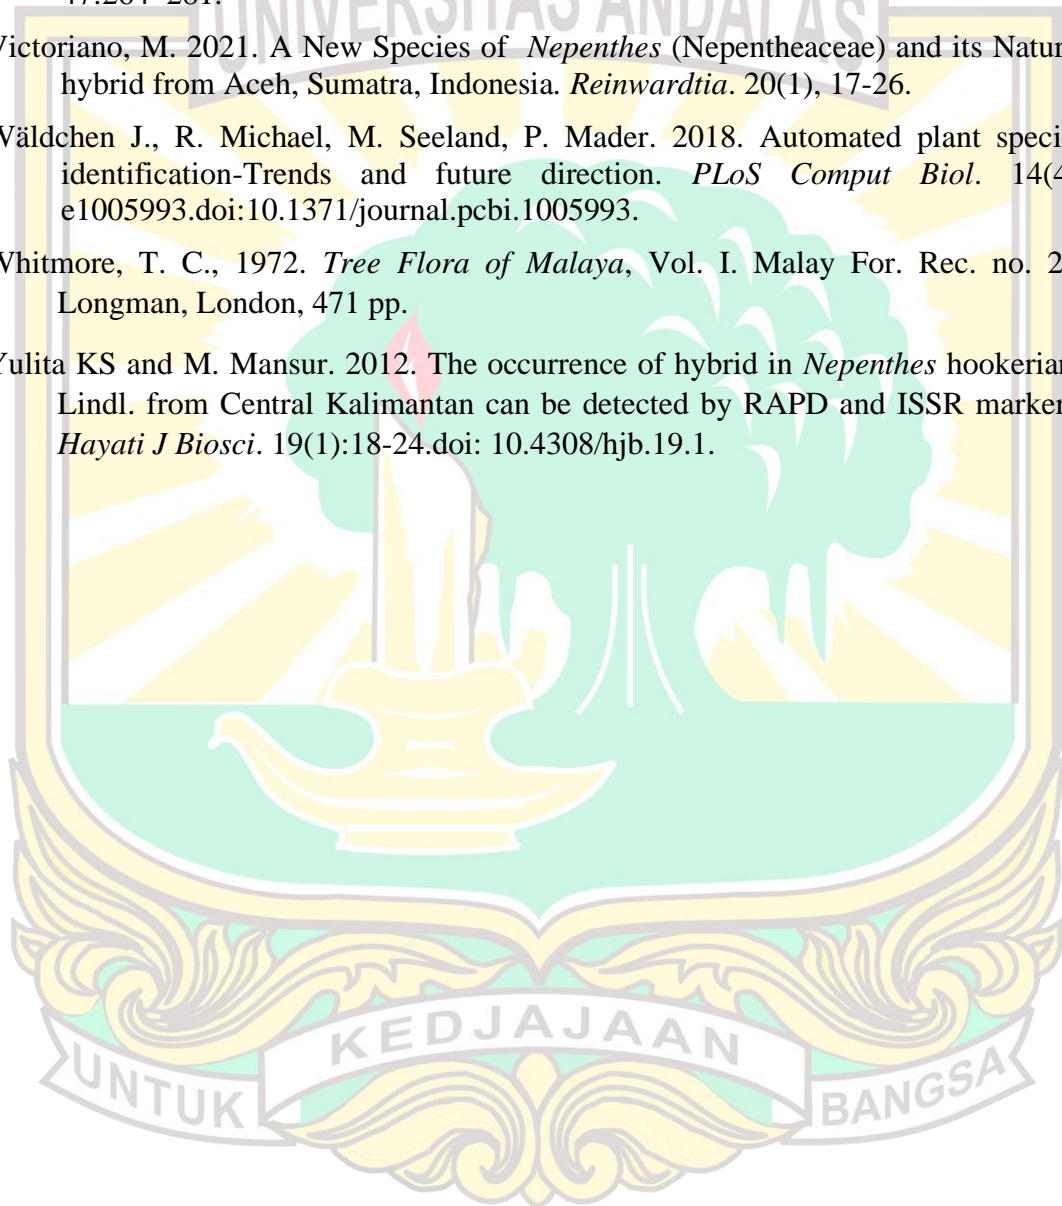 UNIVERSITAS ANDALAS
Victoriano, M. 2021. A New Species of Nepenthes (Nepentheaceae) and its Natur
hybrid from Aceh, Sumatra, Indonesia. Reinwardtia. 20(1), 17-26.
Wäldchen J., R. Michael, M. Seeland, P. Mader. 2018. Automated plant speci
identification-Trends and future direction. PLoS Comput Biol. 14(4
e1005993.doi:10.1371/journal.pcbi.1005993.
Whitmore, T. C., 1972. Tree Flora of Malaya, Vol. I. Malay For. Rec. no. 2
Longman, London, 471 pp.
Yulita KS and M. Mansur. 2012. The occurrence of hybrid in Nepenthes hookerian
Lindl. from Central Kalimantan can be detected by RAPD and ISSR marker
Hayati J Biosci. 19(1):18-24.doi: 10.4308/hjb.19.1.
UNTUK KEDJAJAAN BANGSA